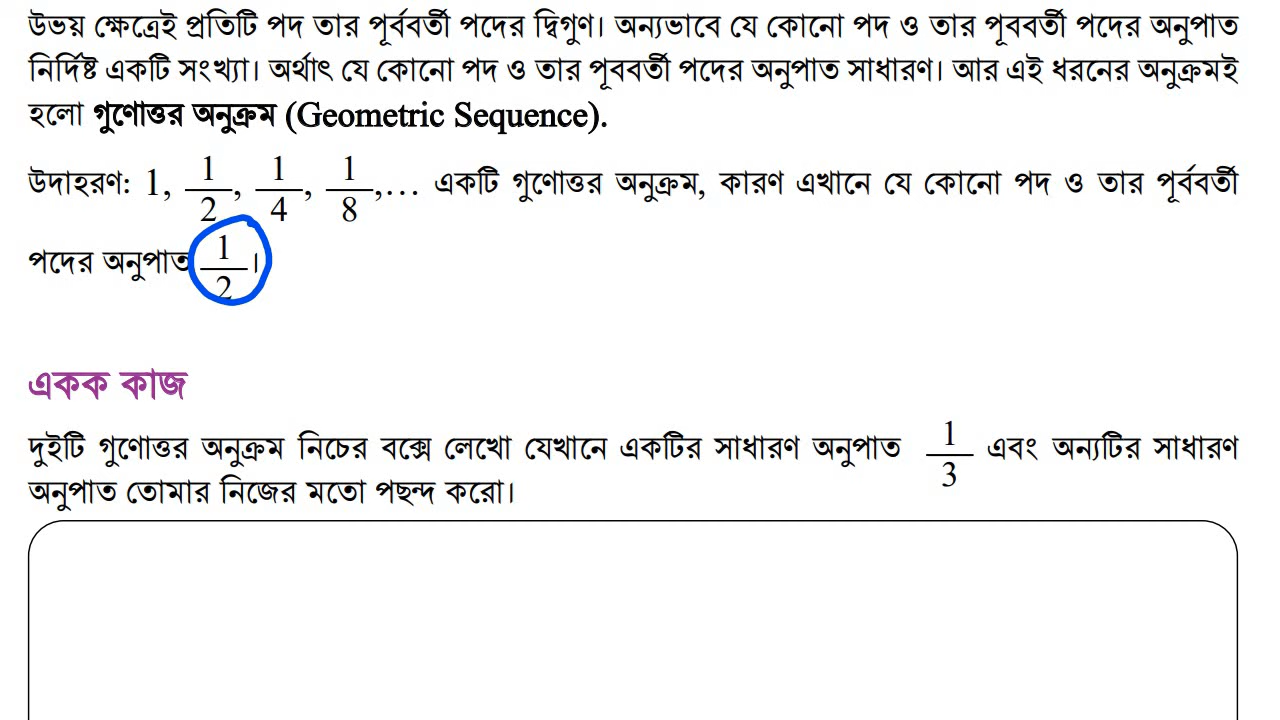 উভয় ক্ষেত্রেই প্রতিটি পদ তার পূর্ববর্তী পদের দ্বিগুণ। অন্যভাবে যে কোনো পদ ও তার পূববর্তী পদের অনুপাত
নির্দিষ্ট একটি সংখ্যা। অর্থাৎ যে কোনো পদ ও তার পূববর্তী পদের অনুপাত সাধারণ। আর এই ধরনের অনুক্রমই
হলো গুণোত্তর অনুক্রম (Geometric Sequence).
উদাহরণ: 1, 1/2, 1/4, 1/8,... একটি গুণোত্তর অনুক্রম, কারণ এখানে যে কোনো পদ ও তার পূর্ববর্তী
পদের অনুপাত 1/2।
একক কাজ
দুইটি গুণোত্তর অনুক্রম নিচের বক্সে লেখো যেখানে একটির সাধারণ অনুপাত 1/3 এবং অন্যটির সাধারণ
অনুপাত তোমার নিজের মতো পছন্দ করো।